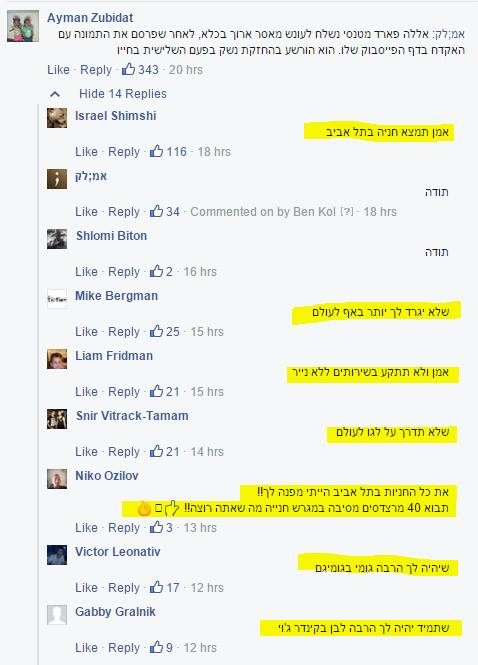 Ayman Zubidat
אמ;לק: אללה פארד מטנסי נשלח לעונש מאסר ארוך בכלא, לאחר שפרסם את התמונה עם
האקדח בדף הפייסבוק שלו. הוא הורשע בהחזקת נשק בפעם השלישית בחייו
Like · Reply · 343 · 20 hrs
Hide 14 Replies
Israel Shimshi
אמן תמצא חניה בתל אביב
Like · Reply · 116 · 18 hrs
אמ;לק
תודה
Like · Reply · 34 · Commented on by Ben Kol [?] · 18 hrs
Shlomi Biton
תודה
Like · Reply · 2 · 16 hrs
Mike Bergman
שלא יגרד לך יותר באף לעולם
Like · Reply · 25 · 15 hrs
Liam Fridman
אמן ולא תתקע בשירותים ללא נייר
Like · Reply · 21 · 15 hrs
Snir Vitrack-Tamam
שלא תדרך על לגו לעולם
Like · Reply · 21 · 14 hrs
Niko Ozilov
את כל החניות בתל אביב הייתי מפנה לך!!
תבוא 40 מרצדסים מסיבה במגרש חנייה מה שאתה רוצה!!
Like · Reply · 3 · 13 hrs
Victor Leonativ
שיהיה לך הרבה גומי בגומיגם
Like · Reply · 17 · 12 hrs
Gabby Gralnik
שתמיד יהיה לך הרבה לבן בקינדר ג'וי
Like · Reply · 9 · 12 hrs